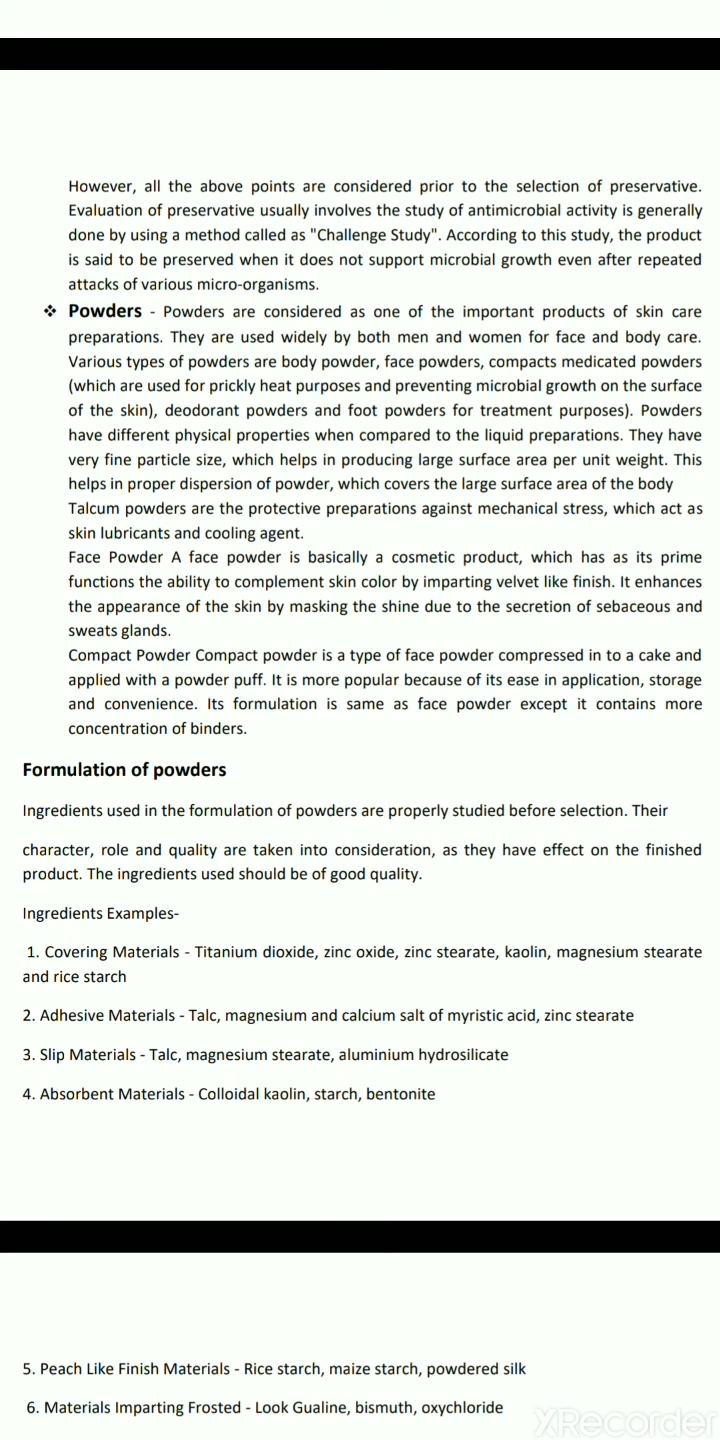 However, all the above points are considered prior to the selection of preservative.
Evaluation of preservative usually involves the study of antimicrobial activity is generally
done by using a method called as "Challenge Study". According to this study, the product
is said to be preserved when it does not support microbial growth even after repeated
attacks of various micro-organisms.
❖ Powders - Powders are considered as one of the important products of skin care
preparations. They are used widely by both men and women for face and body care.
Various types of powders are body powder, face powders, compacts medicated powders
(which are used for prickly heat purposes and preventing microbial growth on the surface
of the skin), deodorant powders and foot powders for treatment purposes). Powders
have different physical properties when compared to the liquid preparations. They have
very fine particle size, which helps in producing large surface area per unit weight. This
helps in proper dispersion of powder, which covers the large surface area of the body
Talcum powders are the protective preparations against mechanical stress, which act as
skin lubricants and cooling agent.
Face Powder A face powder is basically a cosmetic product, which has as its prime
functions the ability to complement skin color by imparting velvet like finish. It enhances
the appearance of the skin by masking the shine due to the secretion of sebaceous and
sweats glands.
Compact Powder Compact powder is a type of face powder compressed in to a cake and
applied with a powder puff. It is more popular because of its ease in application, storage
and convenience. Its formulation is same as face powder except it contains more
concentration of binders.
Formulation of powders
Ingredients used in the formulation of powders are properly studied before selection. Their
character, role and quality are taken into consideration, as they have effect on the finished
product. The ingredients used should be of good quality.
Ingredients Examples-
1. Covering Materials - Titanium dioxide, zinc oxide, zinc stearate, kaolin, magnesium stearate
and rice starch
2. Adhesive Materials - Talc, magnesium and calcium salt of myristic acid, zinc stearate
3. Slip Materials - Talc, magnesium stearate, aluminium hydrosilicate
4. Absorbent Materials - Colloidal kaolin, starch, bentonite
5. Peach Like Finish Materials - Rice starch, maize starch, powdered silk
6. Materials Imparting Frosted - Look Gualine, bismuth, oxychloride
XRecorder